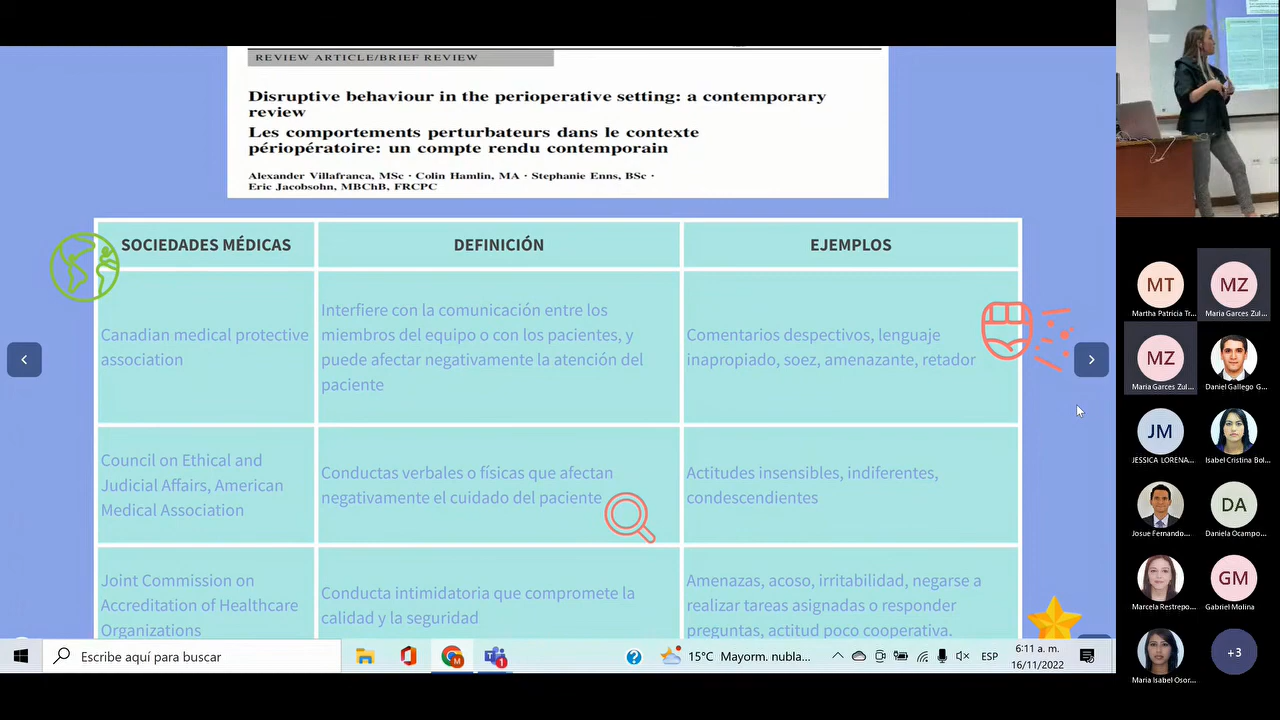 REVIEW ARTICLE/BRIEF REVIEW
Disruptive behaviour in the perioperative setting: a contemporary
review
Les comportements perturbateurs dans le contexte
périopératoire: un compte rendu contemporain
Alexander Villafranca, MSc · Colin Hamlin, MA · Stephanie Enns, BSc ·
Eric Jacobsohn, MBChB, FRCPC
SOCIEDADES MÉDICAS
DEFINICIÓN
EJEMPLOS
Canadian medical protective
association
Interfiere con la comunicación entre los
miembros del equipo o con los pacientes, y
puede afectar negativamente la atención del
paciente
Comentarios despectivos, lenguaje
inapropiado, soez, amenazante, retador
Council on Ethical and
Judicial Affairs, American
Medical Association
Conductas verbales o físicas que afectan
negativamente el cuidado del paciente
Actitudes insensibles, indiferentes,
condescendientes
Joint Commission on
Accreditation of Healthcare
Organizations
Conducta intimidatoria que compromete la
calidad y la seguridad
Amenazas, acoso, irritabilidad, negarse a
realizar tareas asignadas o responder
preguntas, actitud poco cooperativa.
Escribe aquí para buscar
15°C Mayorm. nubla...
ESP
6:11 a. m.
16/11/2022
MT
Martha Patricia Tr...
MZ
Maria Garces Zul...
MZ
Maria Garces Zul...
Daniel Gallego G...
JM
JESSICA LORENA...
Isabel Cristina Bol...
Josue Fernando...
DA
Daniela Ocampo...
Marcela Restrepo...
GM
Gabriel Molina
Maria Isabel Osor...
+3